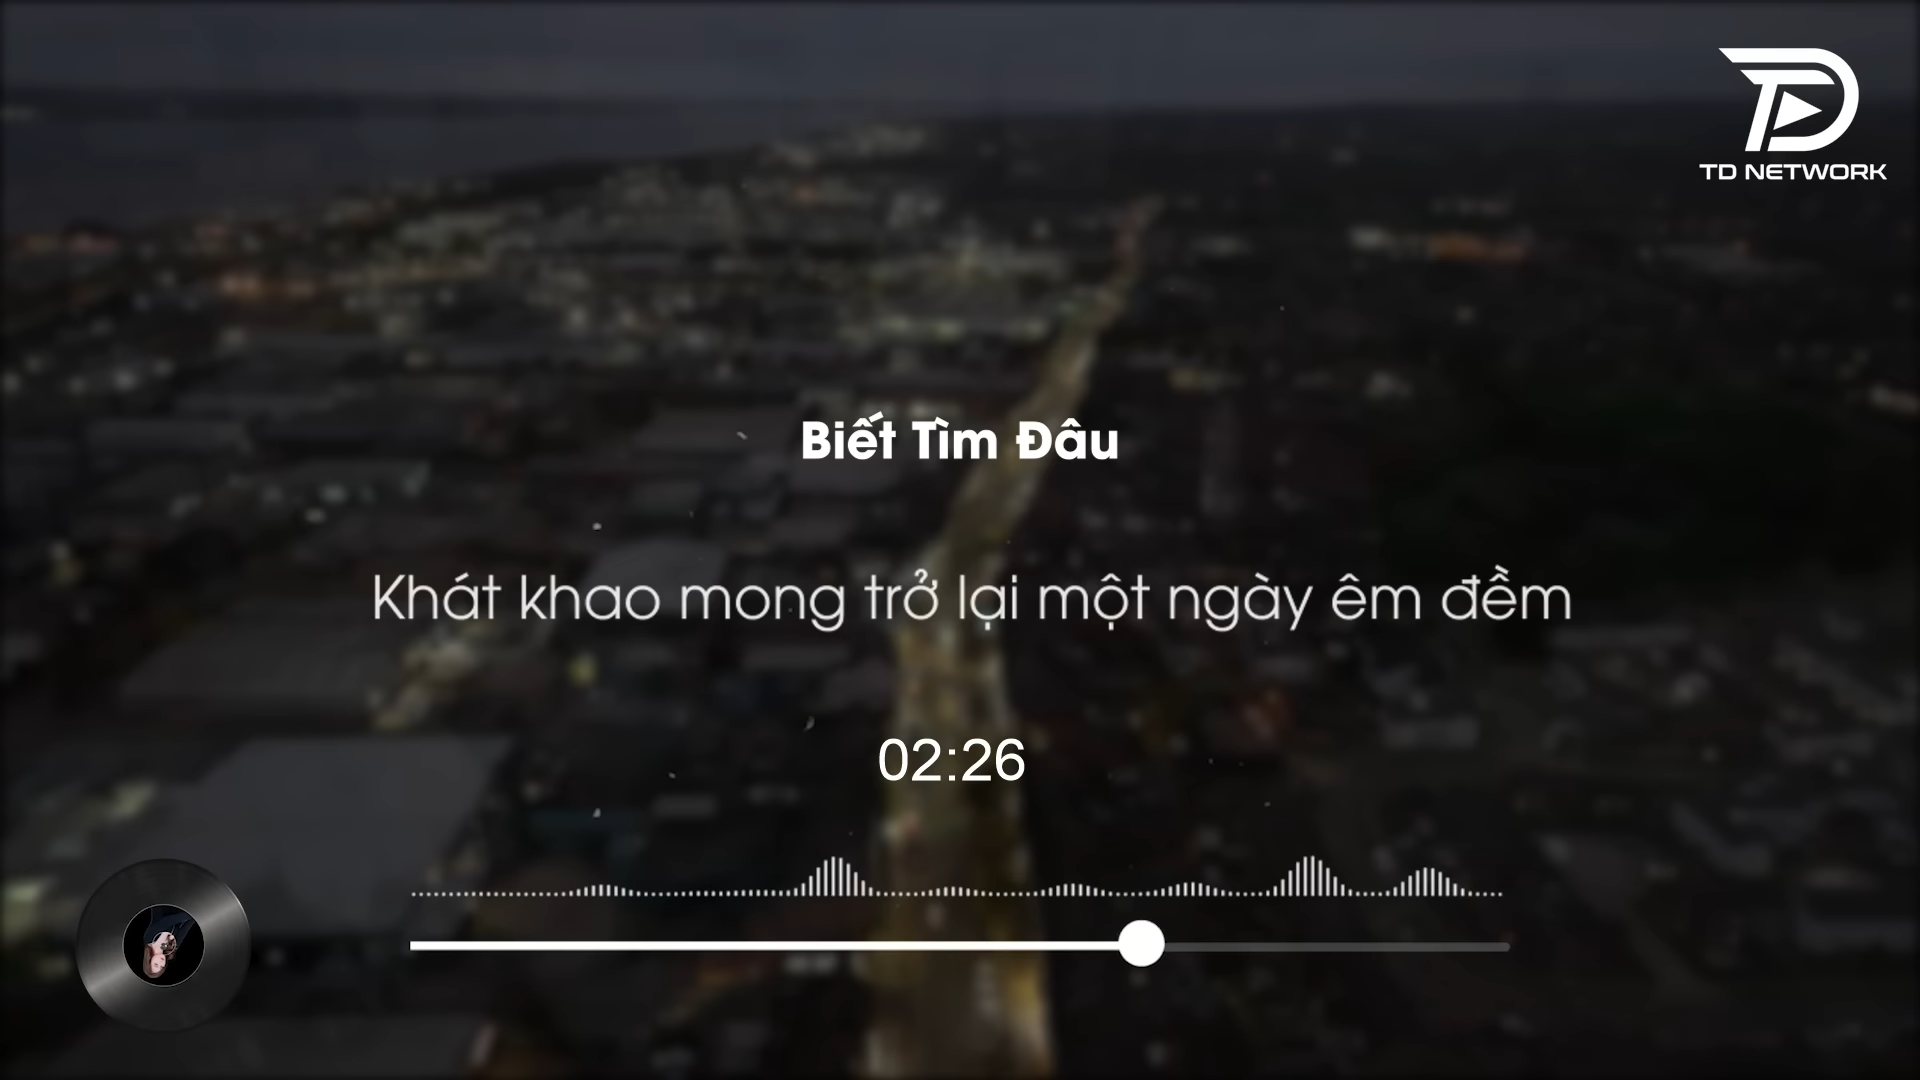 TD NETWORK
Biết Tìm Đâu
Khát khao mong trở lại một ngày êm đềm
02:26